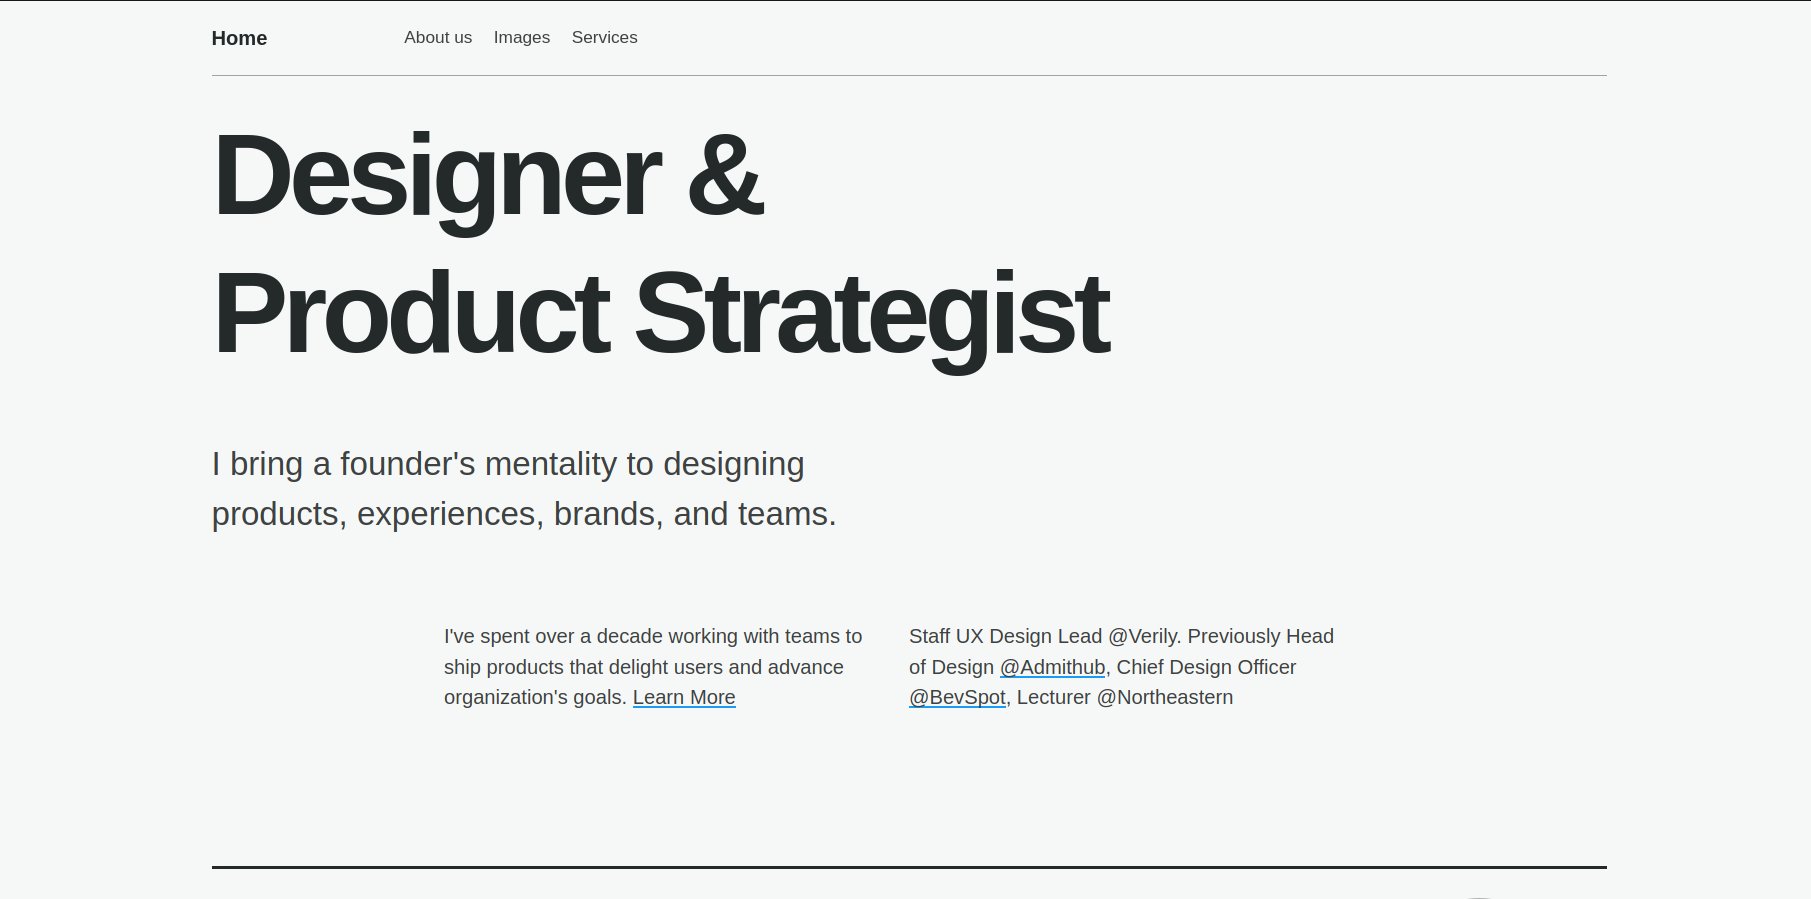 Home
About us Images Services
Designer &
Product Strategist
I bring a founder's mentality to designing
products, experiences, brands, and teams.
I've spent over a decade working with teams to
ship products that delight users and advance
organization's goals. Learn More
Staff UX Design Lead @Verily. Previously Head
of Design @Admithub, Chief Design Officer
@BevSpot, Lecturer @Northeastern